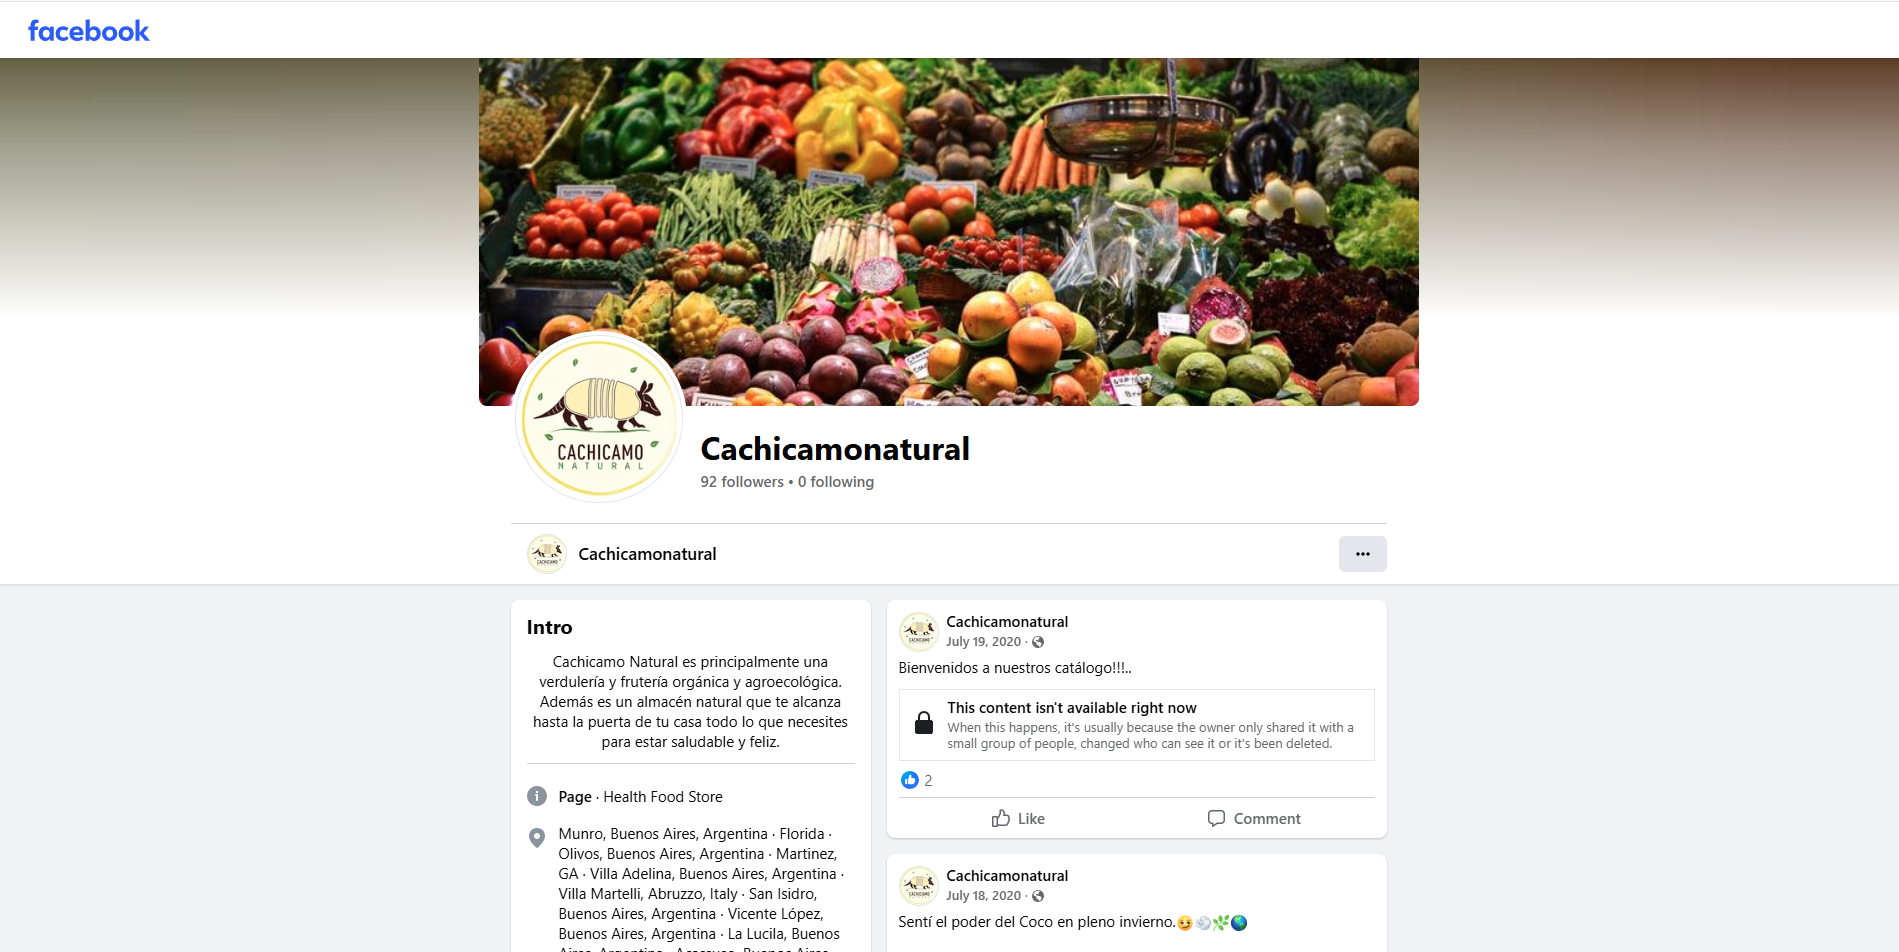 facebook
CACHICAMO
NATURAL
Cachicamonatural
92 followers • 0 following
Cachicamonatural
Intro
Cachicamo Natural es principalmente una
verdulería y frutería orgánica y agroecológica.
Además es un almacén natural que te alcanza
hasta la puerta de tu casa todo lo que necesites
para estar saludable y feliz.
Page · Health Food Store
Munro, Buenos Aires, Argentina · Florida ·
Olivos, Buenos Aires, Argentina · Martinez,
GA · Villa Adelina, Buenos Aires, Argentina ·
Villa Martelli, Abruzzo, Italy · San Isidro,
Buenos Aires, Argentina · Vicente López,
Buenos Aires, Argentina · La Lucila, Buenos
Cachicamonatural
July 19, 2020 ·
Bienvenidos a nuestros catálogo!!!..
This content isn't available right now
When this happens, it's usually because the owner only shared it with a
small group of people, changed who can see it or it's been deleted.
2
Like
Comment
Cachicamonatural
July 18, 2020 ·
Sentí el poder del Coco en pleno invierno.😏🥥🌿🌎